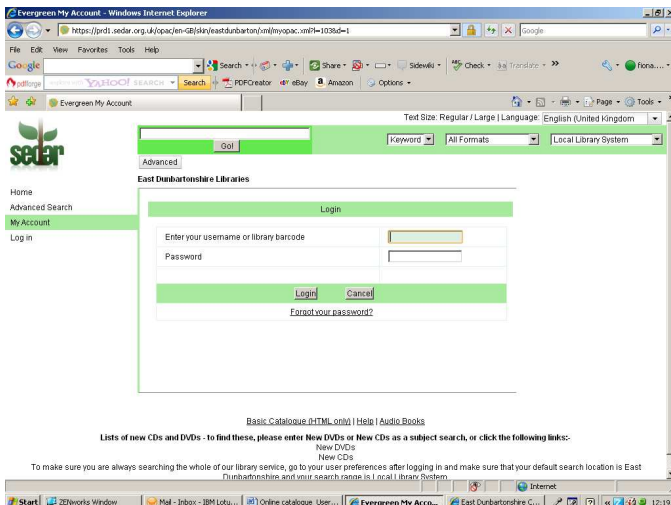 Evergreen My Account - Windows Internet Explorer
https://prd1.sedar.org.uk/opac/en-GB/skin/eastdunbarton/xml/myopac.xml?l=103&d=1
Google
File Edit View Favorites Tools Help
Google Search Share Sidewiki Check Translate Fiona....
pdfforge YAHOO! SEARCH Search PDFCreator eBay Amazon Options
Evergreen My Account
Page Tools
Text Size: Regular / Large | Language: English (United Kingdom
sedar
Go!
Keyword All Formats Local Library System
Advanced
East Dunbartonshire Libraries
Home
Advanced Search
My Account
Log in
Login
Enter your username or library barcode
Password
Login Cancel
Forgot your password?
Basic Catalogue (HTML only) | Help | Audio Books
Lists of new CDs and DVDs - to find these, please enter New DVDs or New CDs as a subject search, or click the following links:-
New DVDs
New CDs
To make sure you are always searching the whole of our library service, go to your user preferences after logging in and make sure that your default search location is East
Dunbartonshire and your search range is Local Library System
Internet
Start ZENworks Window Mail - Inbox - IBM Lotu... Online catalogue User... Evergreen My Acco... East Dunbartonshire C... 12:19